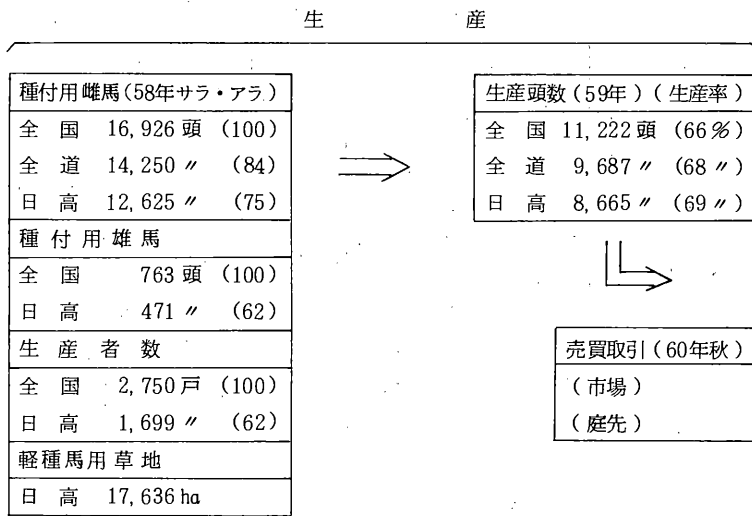 生産
種付用雌馬(58年サラ・アラ)
全国 16,926頭 (100)
全道 14,250〃 (84)
日高 12,625〃 (75)
種付用雄馬
全国 763頭 (100)
日高 471〃 (62)
生産者数
全国 2,750戸 (100)
日高 1,699〃 (62)
軽種馬用草地
日高 17,636ha
生産頭数(59年)(生産率)
全国 11,222頭 (66%)
全道 9,687〃 (68〃)
日高 8,665〃 (69〃)
売買取引(60年秋)
(市場)
(庭先)